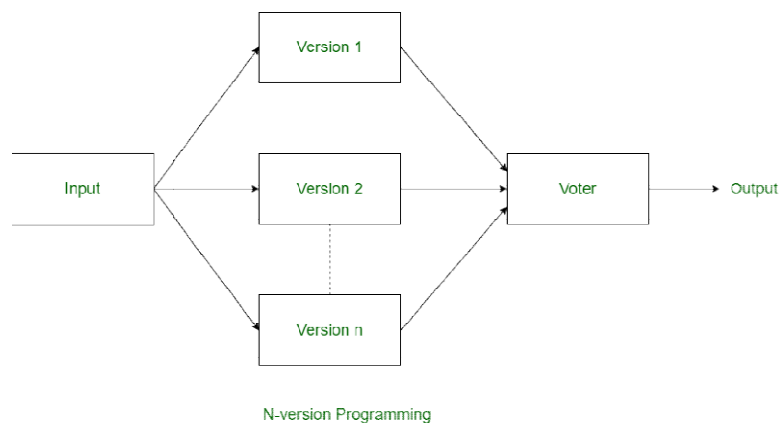 Version 1
Input
Version 2
Voter
Output
Version n
N-version Programming